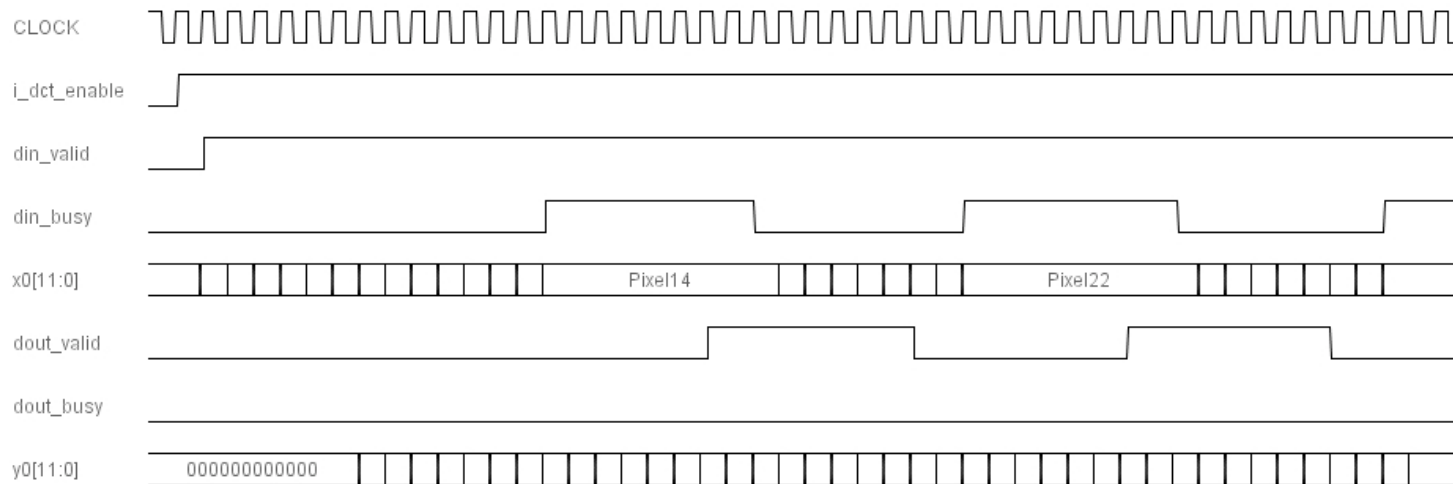 CLOCK
i_dct_enable
din_valid
din_busy
x0[11:0] Pixel14 Pixel22
dout_valid
dout_busy
y0[11:0] 000000000000